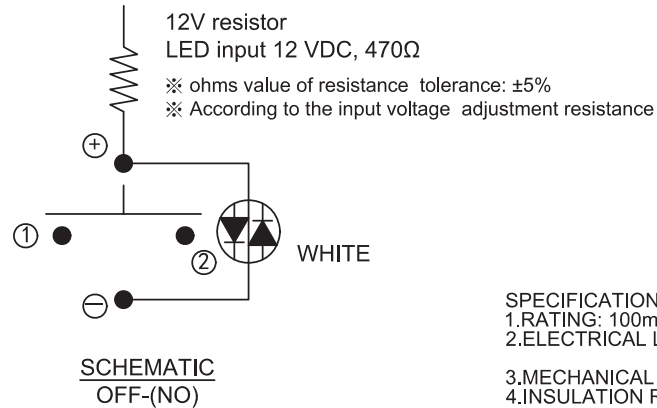 12V resistor
LED input 12 VDC, 470Ω
※ ohms value of resistance tolerance: ±5%
※ According to the input voltage adjustment resistance
+
①
②
WHITE
−
SCHEMATIC
OFF-(NO)
SPECIFICATION
1.RATING: 100m
2.ELECTRICAL L
3.MECHANICAL
4.INSULATION R